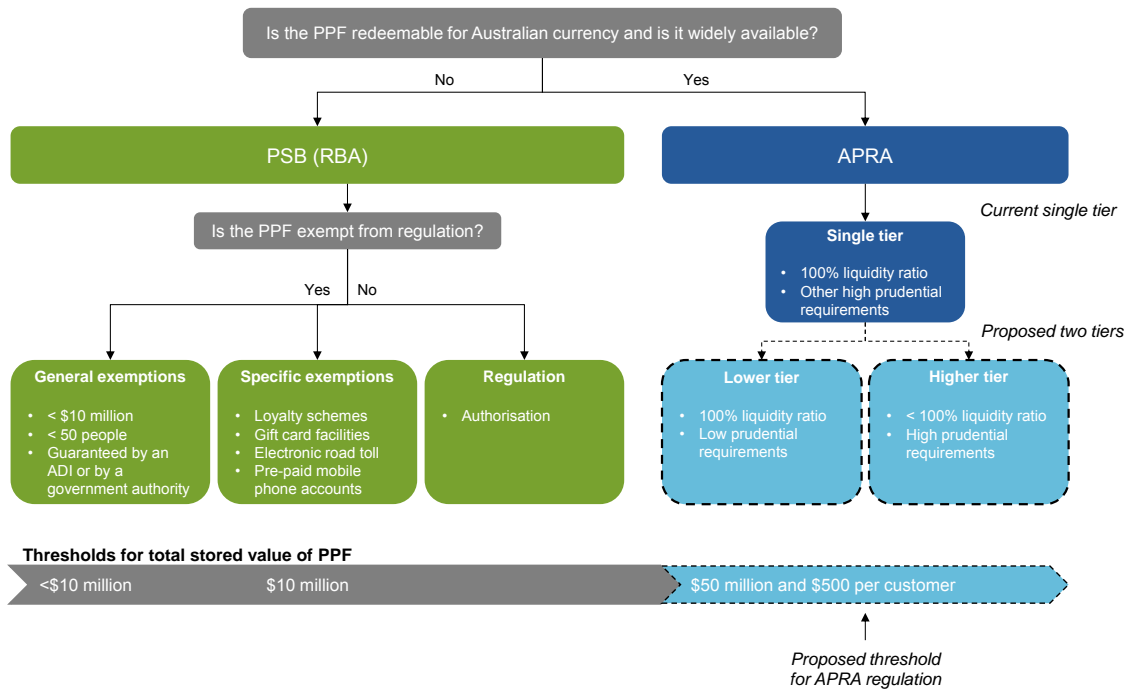 Is the PPF redeemable for Australian currency and is it widely available?
No
Yes
PSB (RBA)
APRA
Current single tier
Is the PPF exempt from regulation?
Single tier
• 100% liquidity ratio
• Other high prudential
requirements
Yes
No
Proposed two tiers
General exemptions
• < $10 million
• < 50 people
• Guaranteed by an
ADI or by a
government authority
Specific exemptions
• Loyalty schemes
• Gift card facilities
• Electronic road toll
• Pre-paid mobile
phone accounts
Regulation
• Authorisation
Lower tier
• 100% liquidity ratio
• Low prudential
requirements
Higher tier
• < 100% liquidity ratio
• High prudential
requirements
Thresholds for total stored value of PPF
<$10 million
$10 million
$50 million and $500 per customer
Proposed threshold
for APRA regulation